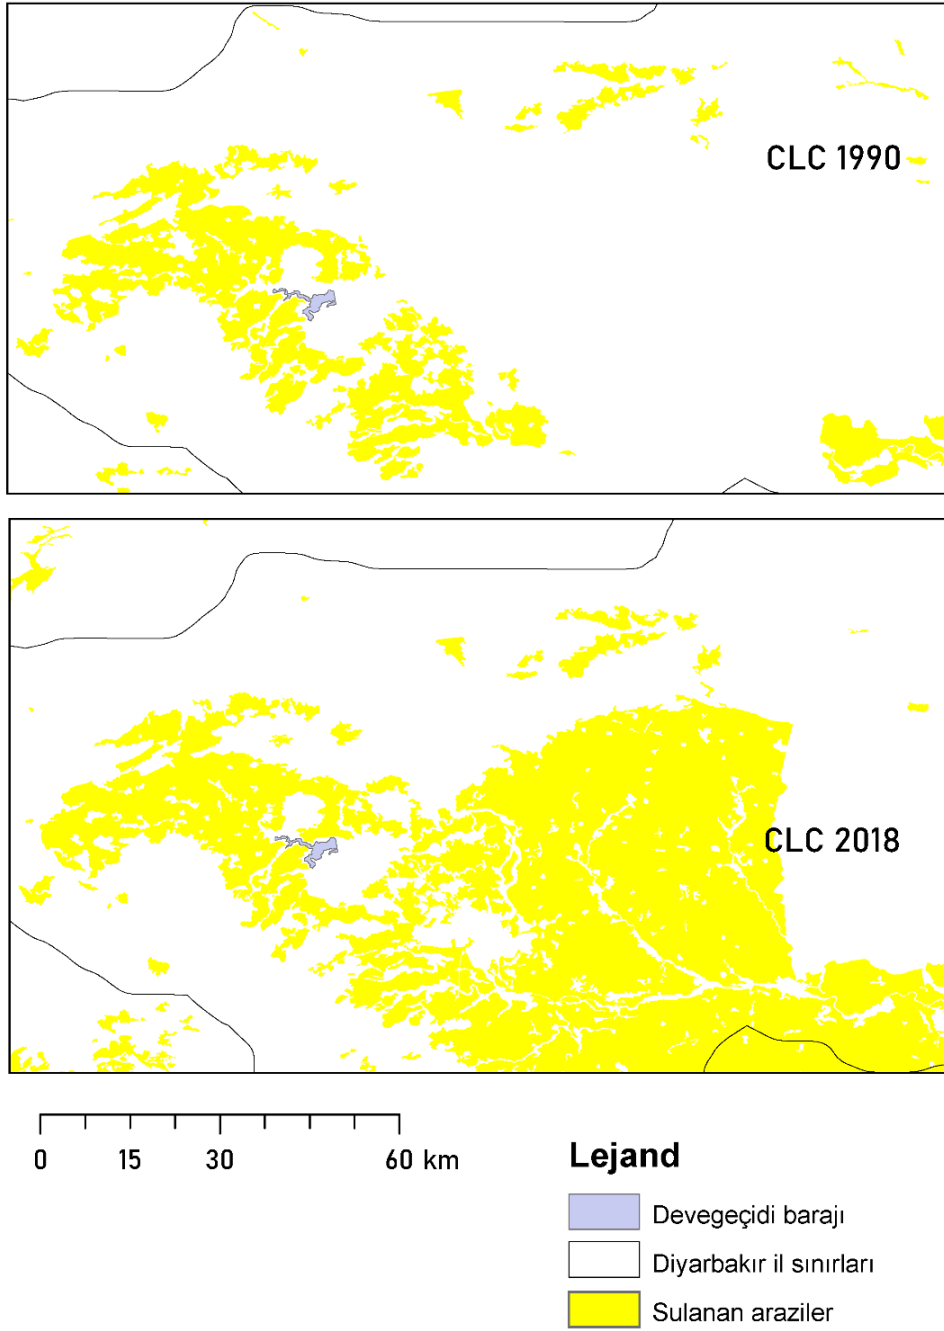 CLC 1990
CLC 2018
0 15 30 60 km
Lejand
Devegeçidi barajı
Diyarbakır il sınırları
Sulanan araziler